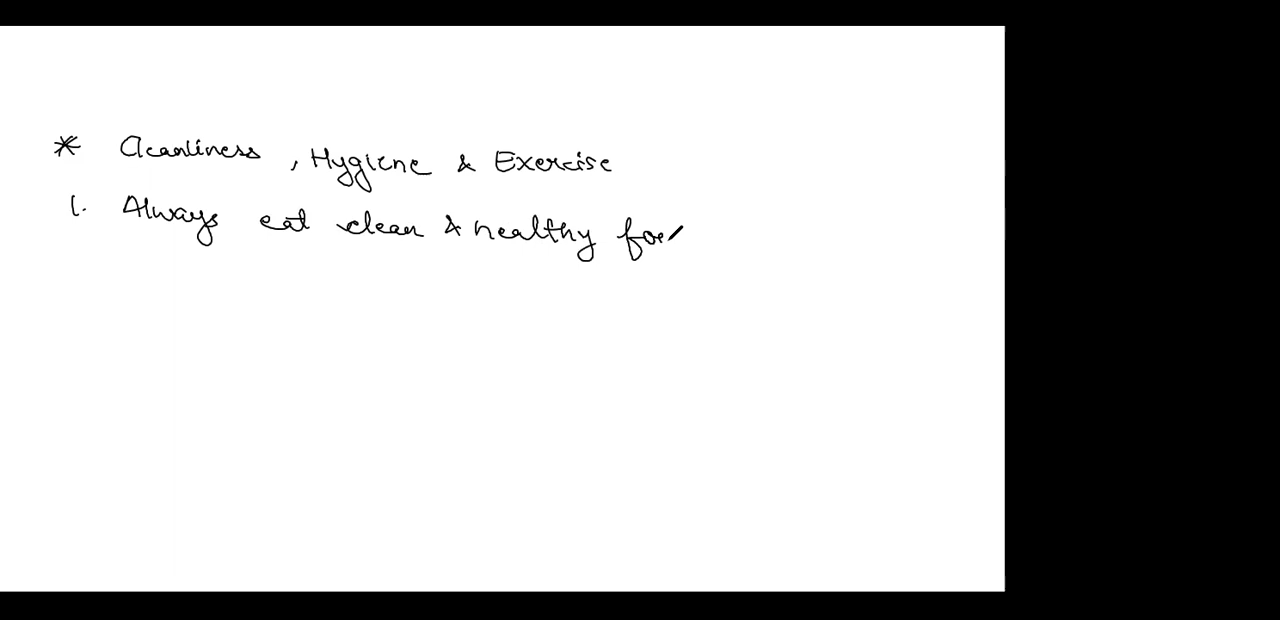 * Cleanliness, Hygiene & Exercise
1. Always eat clean & healthy